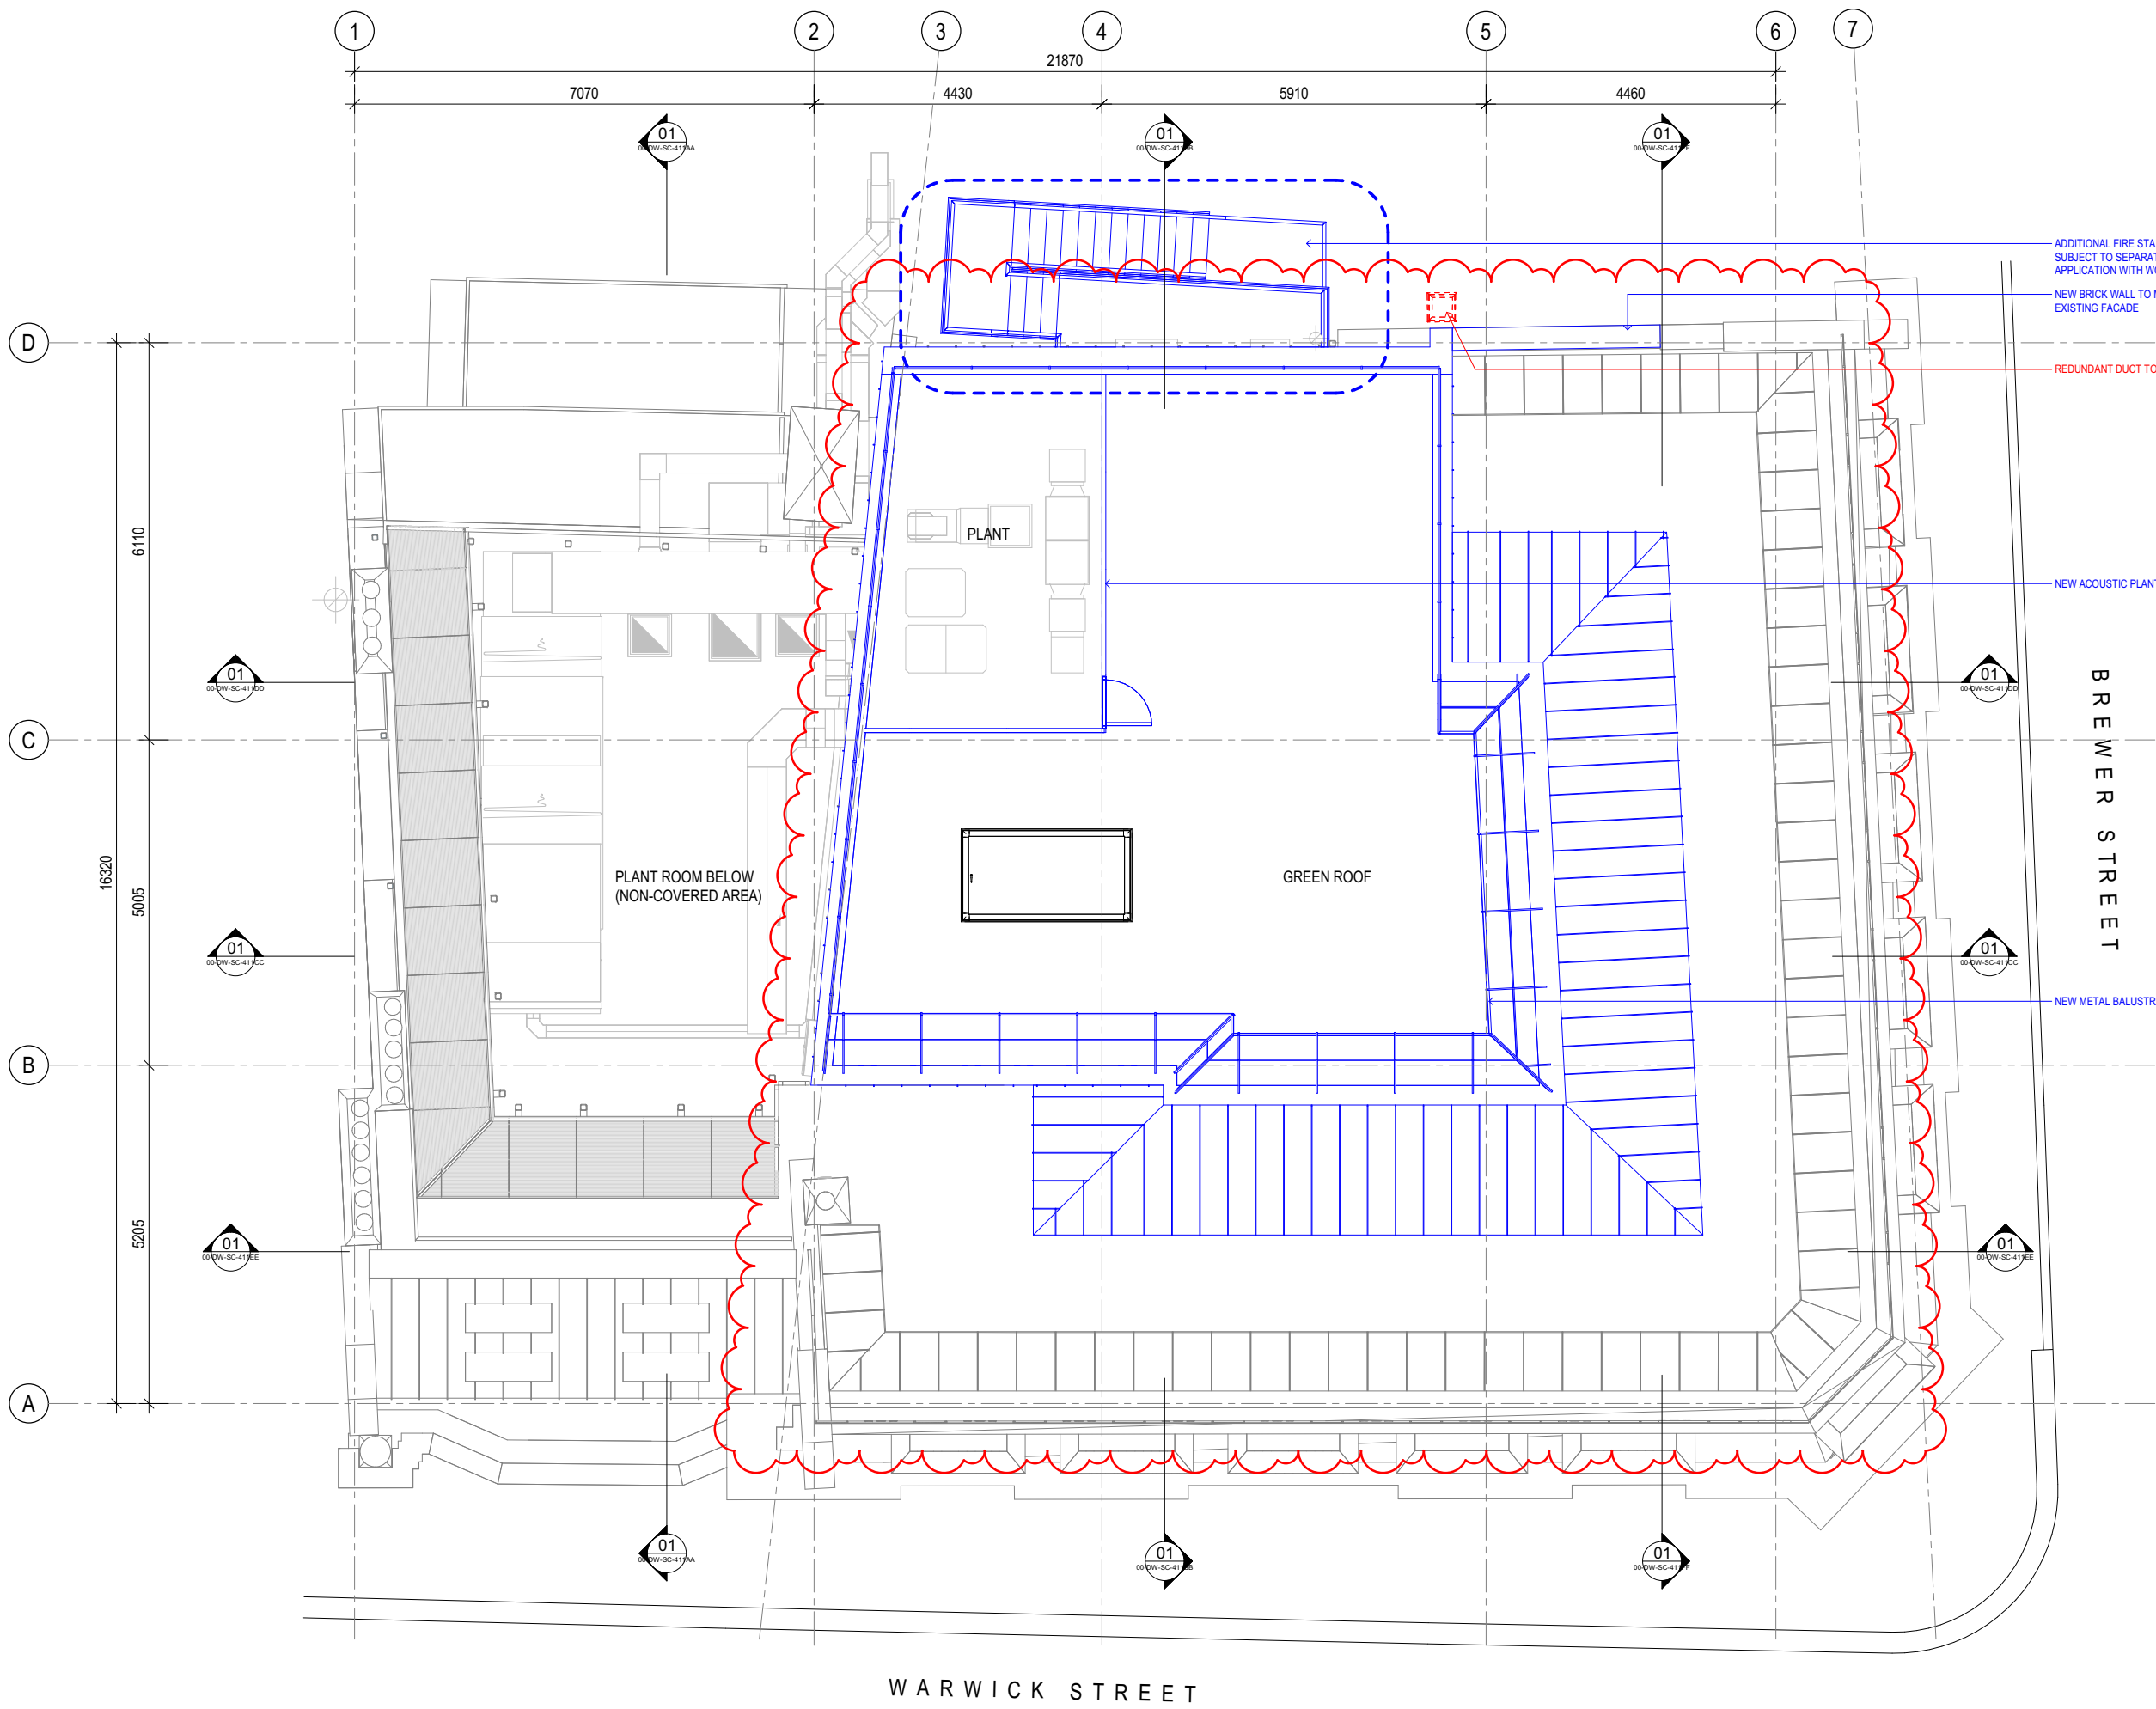 1
2
3
4
5
6
7
21870
7070
4430
5910
4460
01
00-DW-SC-411AA
01
01
ADDITIONAL FIRE
SUBJECT TO
APPLICATION WITH
NEW BRICK WALL TO
EXISTING FACADE
D
REDUNDANT DUCT TO
6110
PLANT
NEW ACOUSTIC
01
00-DW-SC-411DD
01
00-DW-SC-411DD
BREWER STREET
C
16320
5005
PLANT ROOM BELOW
(NON-COVERED AREA)
GREEN ROOF
01
00-DW-SC-411CC
01
00-DW-SC-411CC
NEW METAL
B
5205
01
00-DW-SC-411EE
01
00-DW-SC-411EE
A
01
00-DW-SC-411AA
01
01
WARWICK STREET